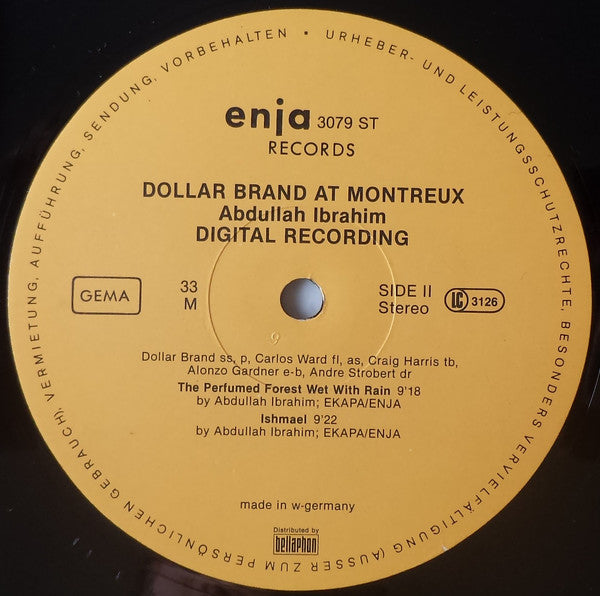 URHEBER- UND LEISTUNGSSCHUTZRECHTE, BESONDERS VERVIELFÄLTIGUNG (AUSSER ZUM PERSÖNLICHEN GEBRAUCH), VERMIETUNG, AUFFÜHRUNG, SENDUNG, VORBEHALTEN •
enja 3079 ST
RECORDS
DOLLAR BRAND AT MONTREUX
Abdullah Ibrahim
DIGITAL RECORDING
GEMA
33
M
SIDE II
Stereo
LC 3126
9
Dollar Brand ss, p, Carlos Ward fl, as, Craig Harris tb,
Alonzo Gardner e-b, Andre Strobert dr
The Perfumed Forest Wet With Rain 9'18
by Abdullah Ibrahim; EKAPA/ENJA
Ishmael 9'22
by Abdullah Ibrahim; EKAPA/ENJA
made in w-germany
Distributed by
bellaphon